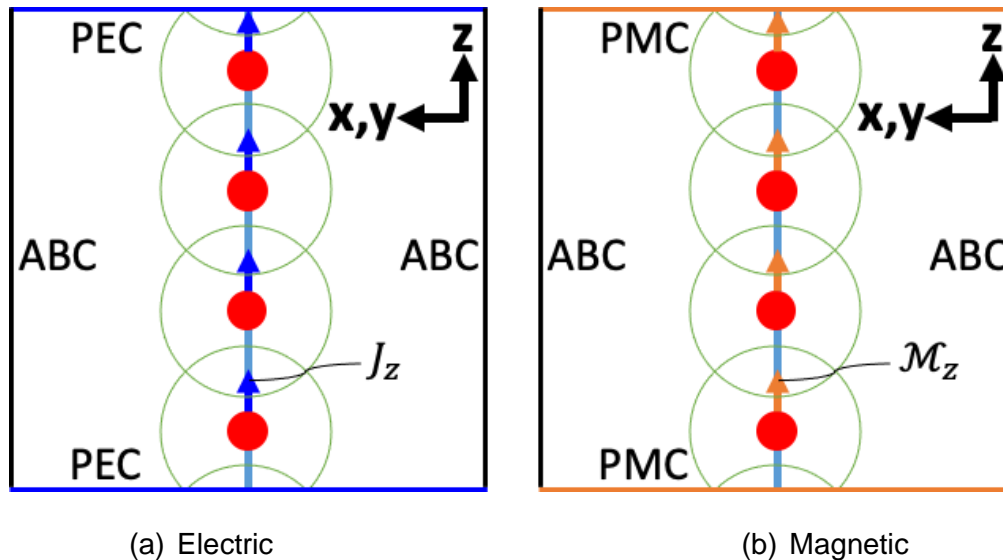 PEC
z
x,y
ABC
ABC
J_z
PEC
(a) Electric
PMC
z
x,y
ABC
ABC
ℳ_z
PMC
(b) Magnetic